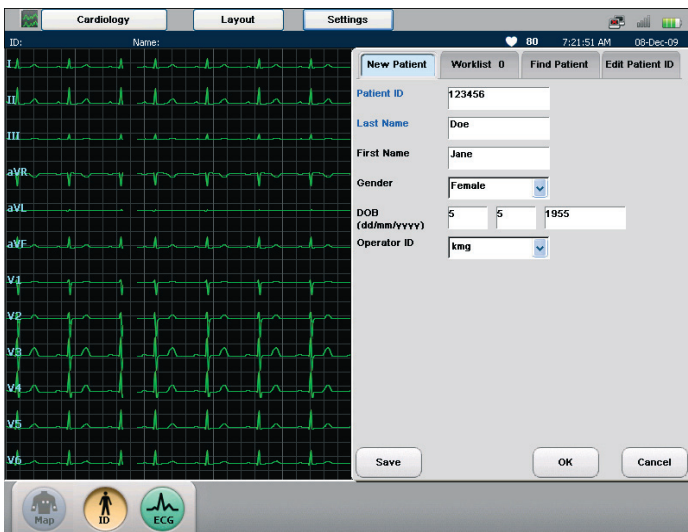 Cardiology Layout Settings
ID: Name: 80 7:21:51 AM 08-Dec-09
New Patient Worklist 0 Find Patient Edit Patient ID
Patient ID 123456
Last Name Doe
First Name Jane
Gender Female
DOB
(dd/mm/yyyy) 5 5 1955
Operator ID kmg
I
II
III
aVR
aVL
aVF
V1
V2
V3
V4
V5
V6
Save OK Cancel
Map ID ECG